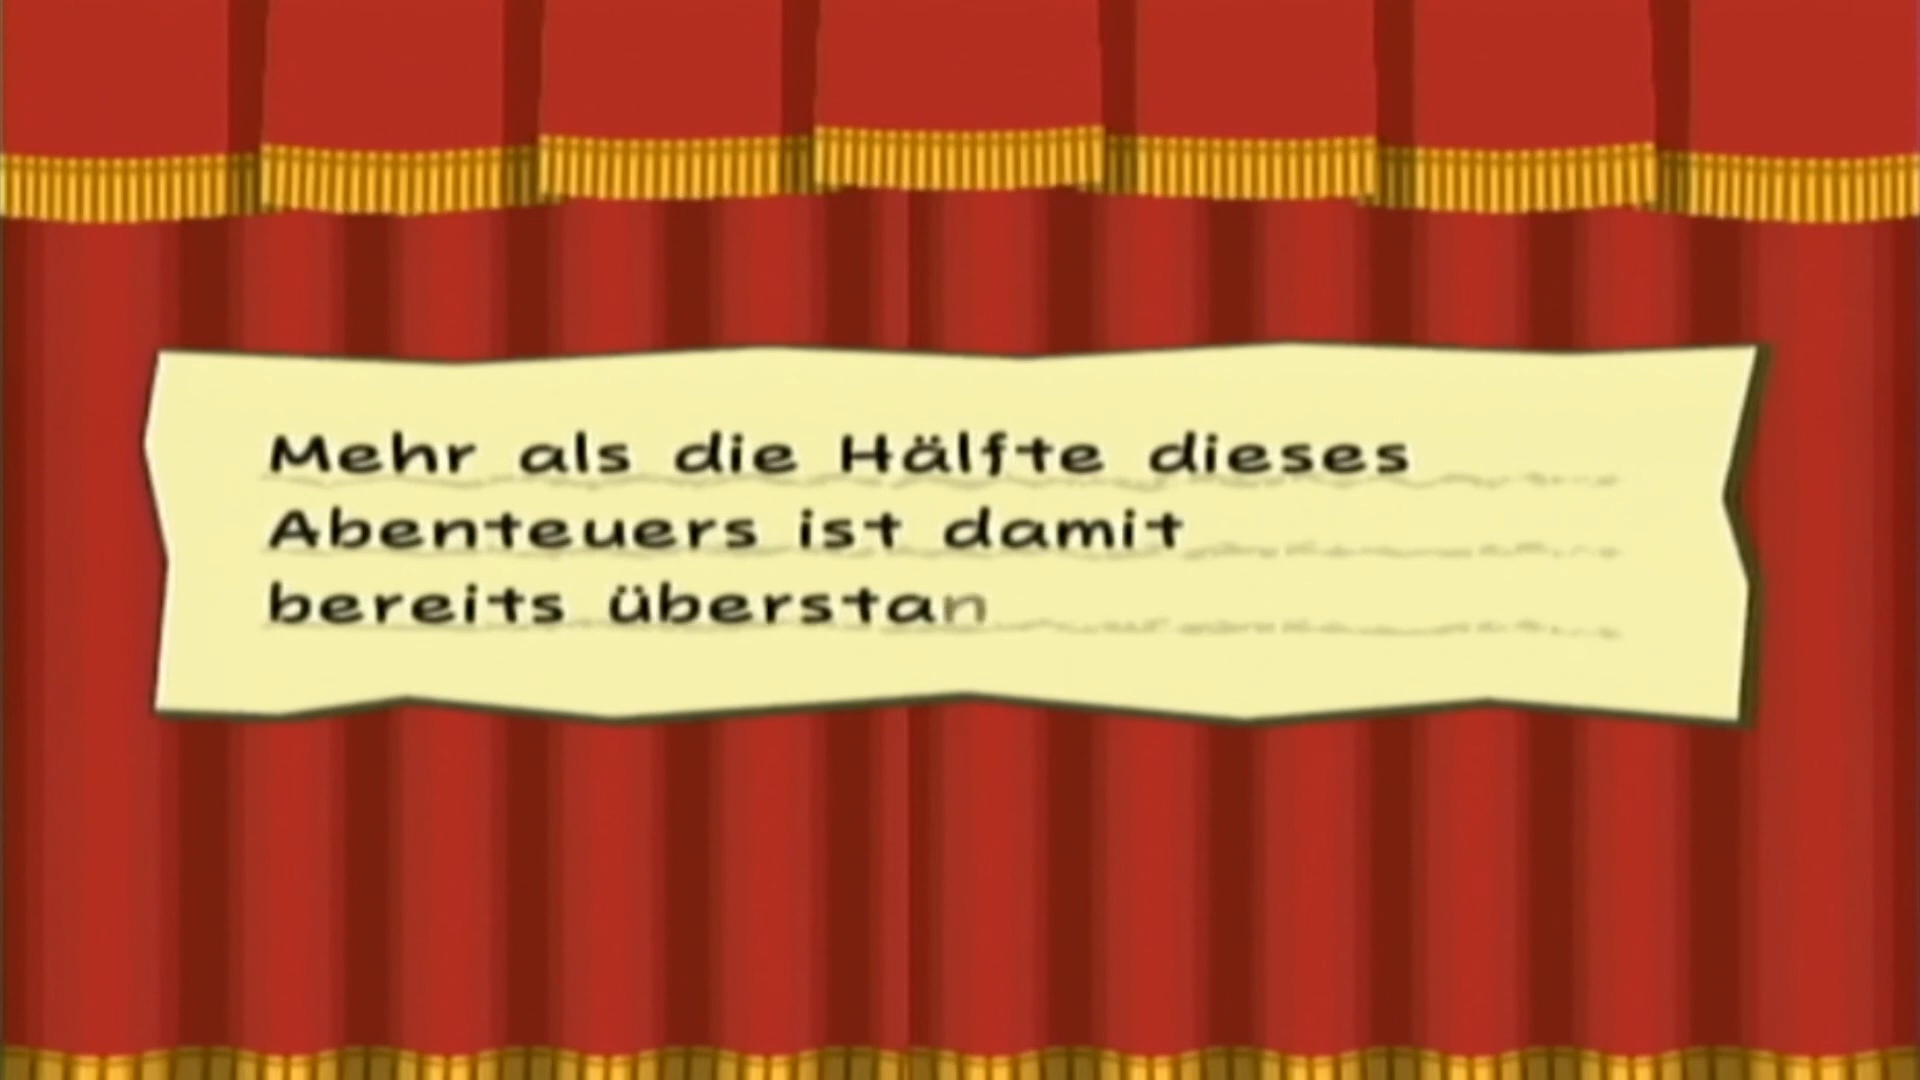 Mehr als die Hälfte dieses
Abenteuers ist damit
bereits überstan